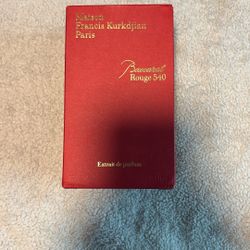 Maison
Francis Kurkdjian
Paris
Baccarat
Rouge 540
Extrait de parfum